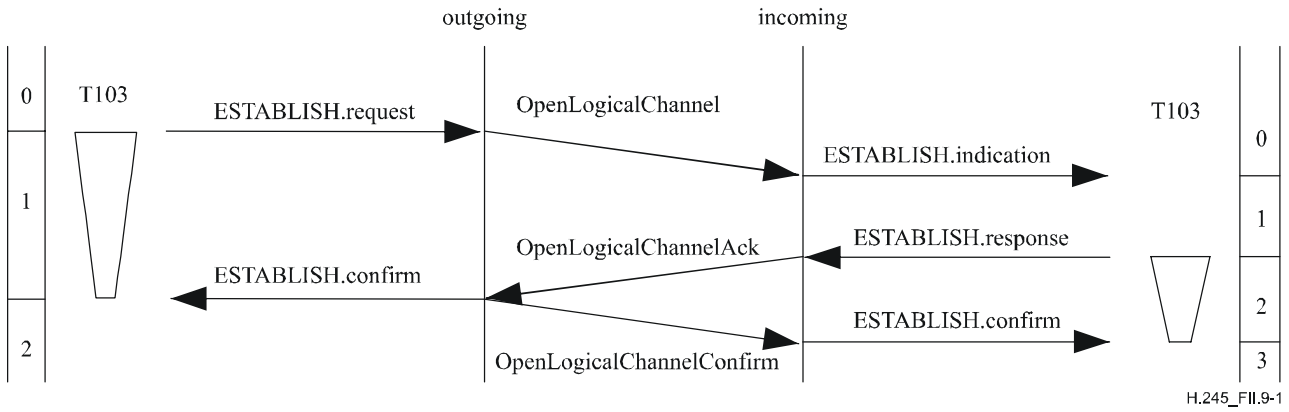 outgoing
incoming
0
T103
ESTABLISH.request
OpenLogicalChannel
T103
0
ESTABLISH.indication
1
1
OpenLogicalChannelAck
ESTABLISH.response
ESTABLISH.confirm
2
ESTABLISH.confirm
2
OpenLogicalChannelConfirm
3
H.245_FII.9-1